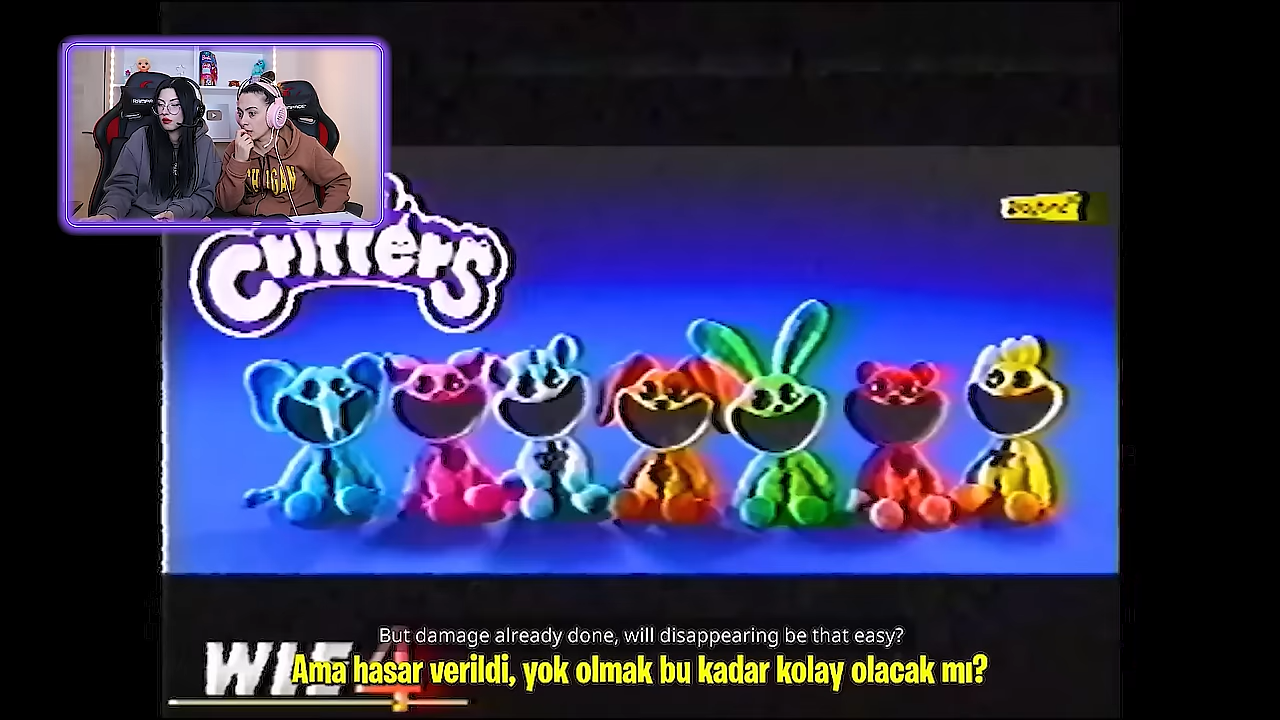 Critters
But damage already done, will disappearing be that easy?
Ama hasar verildi, yok olmak bu kadar kolay olacak mı?